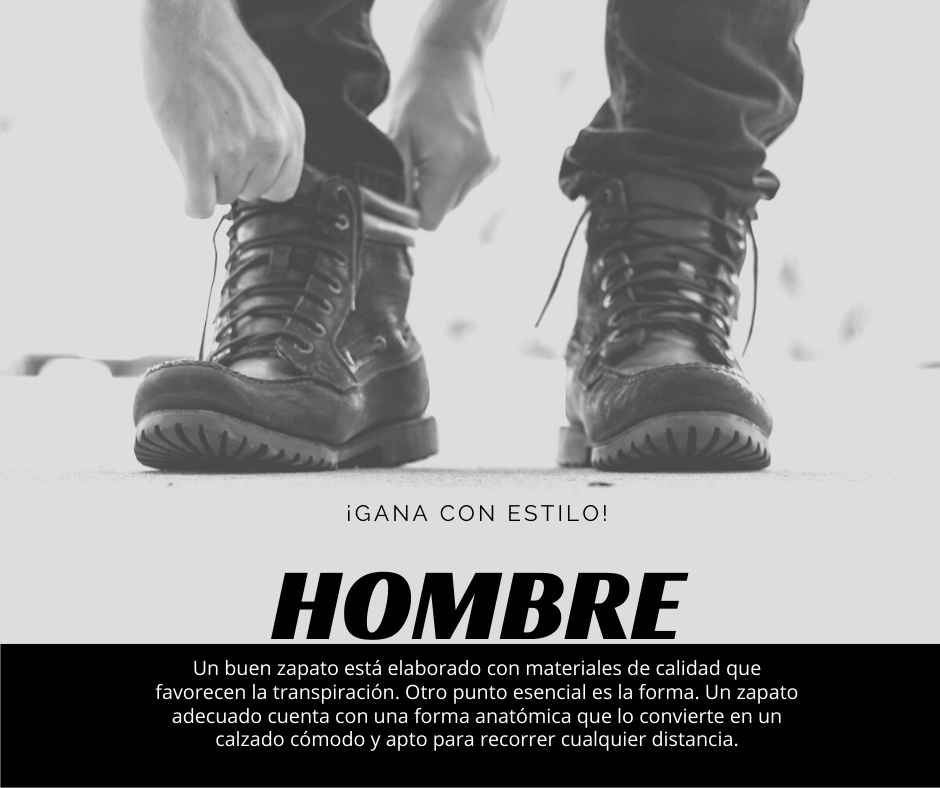 ¡GANA CON ESTILO!
HOMBRE
Un buen zapato está elaborado con materiales de calidad que
favorecen la transpiración. Otro punto esencial es la forma. Un zapato
adecuado cuenta con una forma anatómica que lo convierte en un
calzado cómodo y apto para recorrer cualquier distancia.